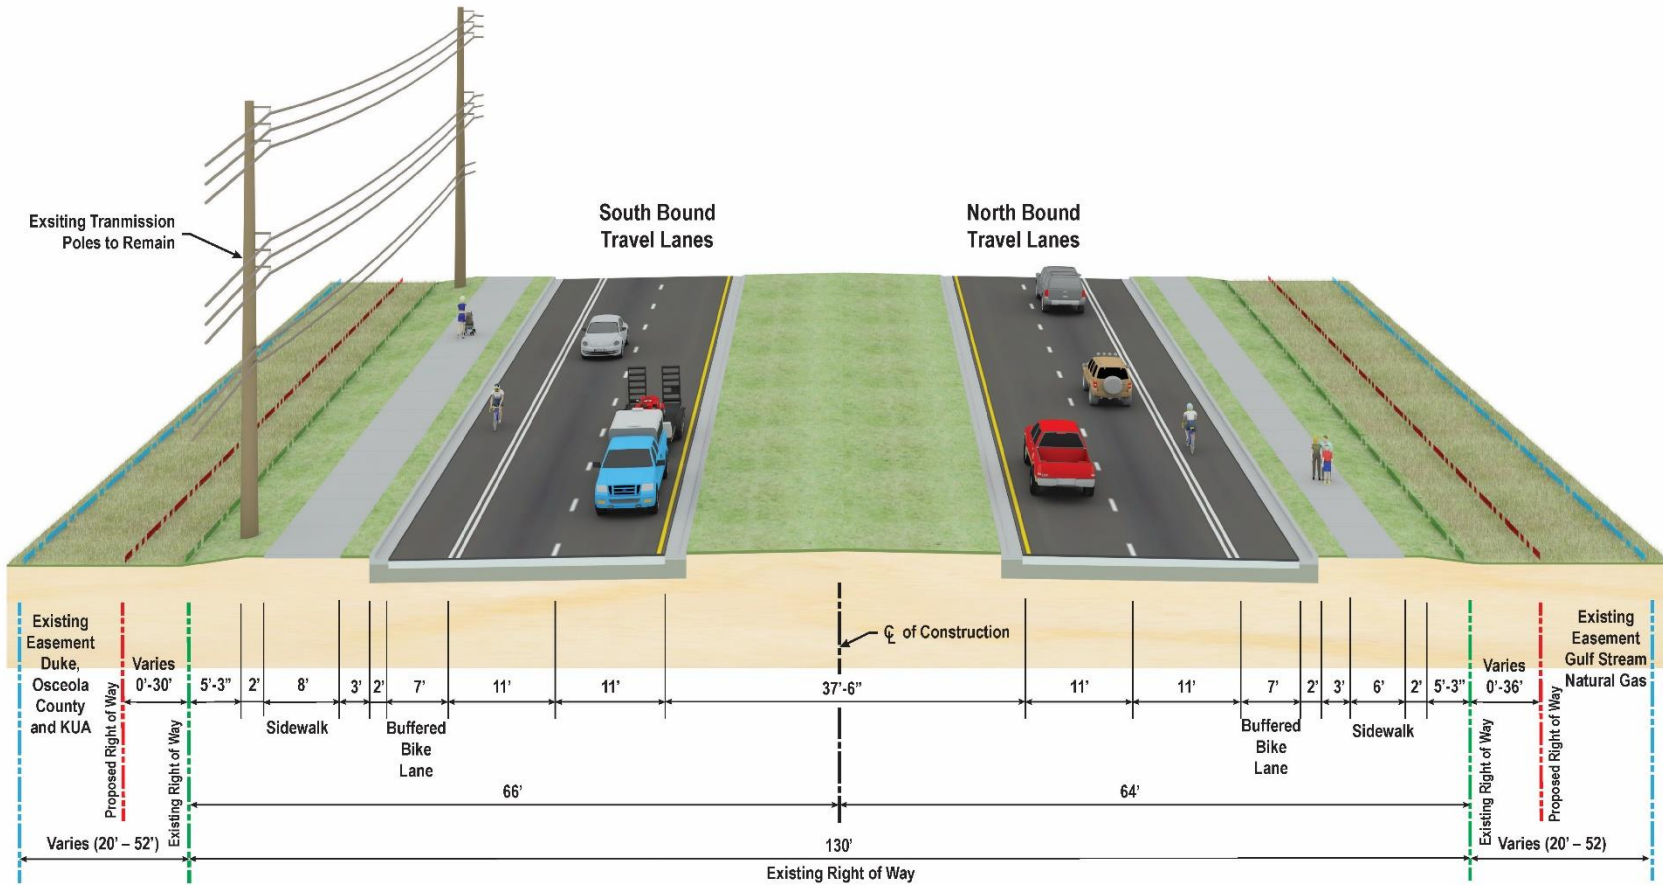 South Bound
Travel Lanes
North Bound
Travel Lanes
Exsiting Tranmission
Poles to Remain
Existing
Easement
Duke,
Osceola
County
and KUA
Proposed Right of Way
Varies
0'-30'
Existing Right of Way
5'-3"
2'
8'
Sidewalk
3'
2'
7'
Buffered
Bike
Lane
11'
11'
37'-6"
℄ of Construction
11'
11'
7'
Buffered
Bike
Lane
2'
3'
6'
Sidewalk
2'
5'-3"
Existing Right of Way
Varies
0'-36'
Proposed Right of Way
Existing
Easement
Gulf Stream
Natural Gas
66'
64'
Varies (20' – 52')
130'
Existing Right of Way
Varies (20' – 52)